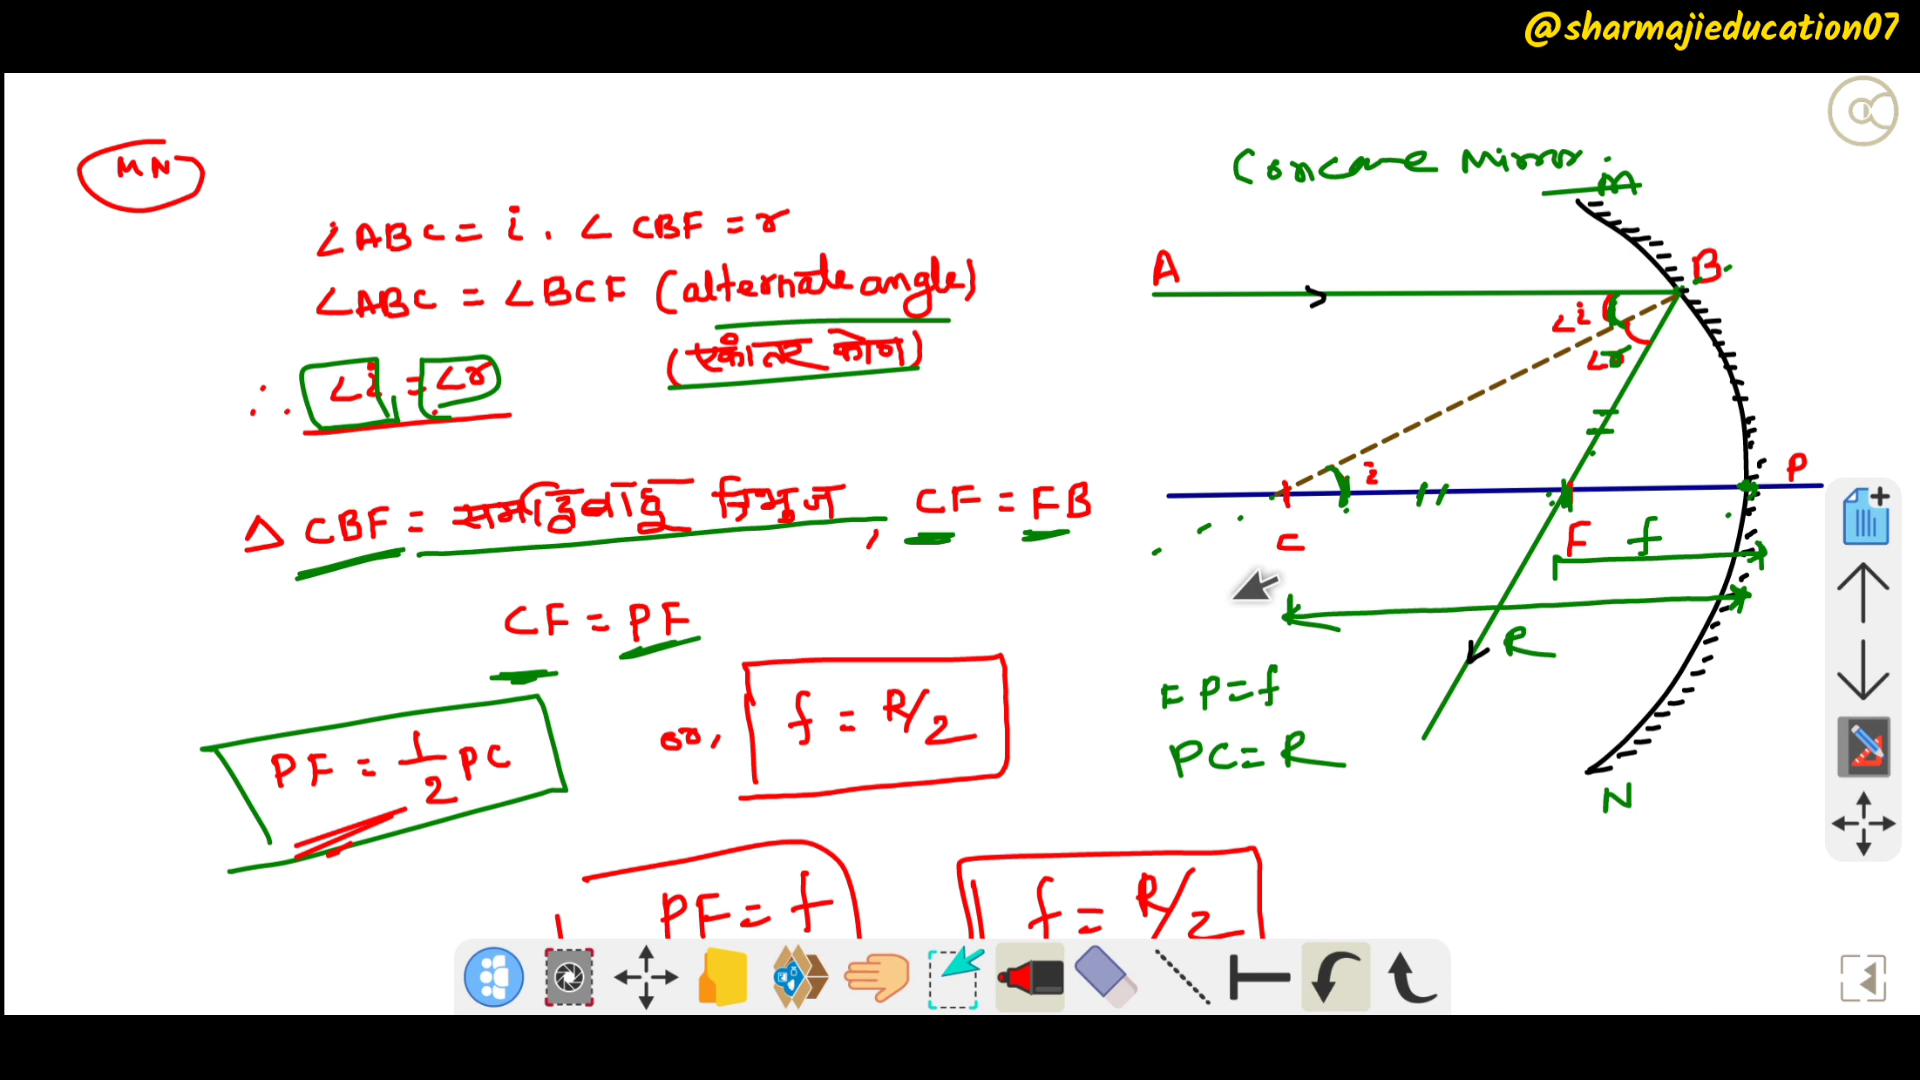 @sharmajieducation07
MN
∠ABC = i . ∠CBF = r
∠ABC = ∠BCF (alternate angle)
(एकांतर कोण)
∴ ∠i = ∠r
Δ CBF = समद्विबाहु त्रिभुज , CF = FB
CF = PF
PF = 1/2 PC
or, f = R/2
PF = f
f = R/2
Concave Mirror
M
A
B
∠i
∠r
i
P
C
F
f
R
FP = f
PC = R
N